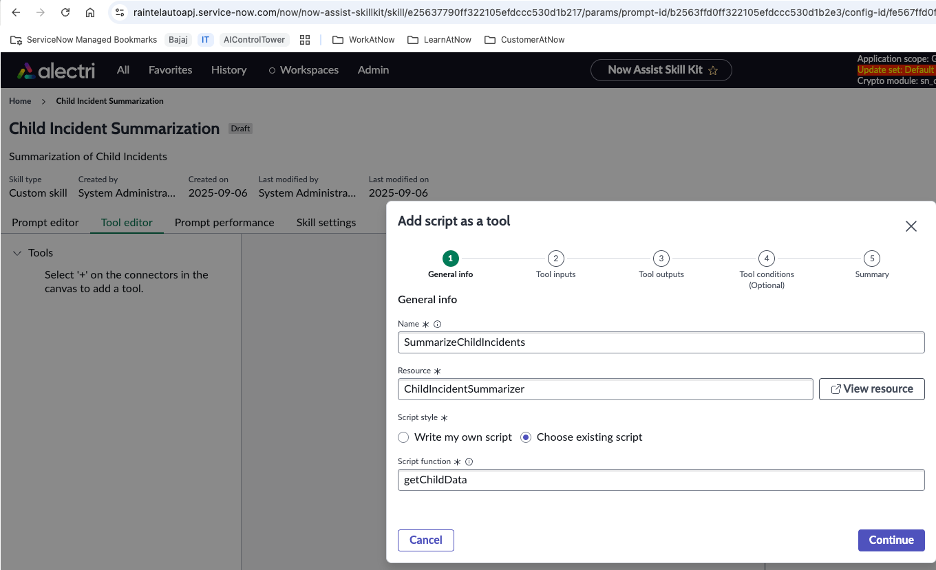 raintelautoapj.service-now.com/now/now-assist-skillkit/skill/e25637790ff322105efdccc530d1b217/params/prompt-id/b2563ffd0ff322105efdccc530d1b2e3/config-id/fe567ffd0f
ServiceNow Managed Bookmarks Bajaj IT AIControlTower WorkAtNow LearnAtNow CustomerAtNow
alectri All Favorites History Workspaces Admin Now Assist Skill Kit
Application scope: G
Update set: Default
Crypto module: sn_c
Home > Child Incident Summarization
Child Incident Summarization Draft
Summarization of Child Incidents
Skill type Created by Created on Last modified by Last modified on
Custom skill System Administra... 2025-09-06 System Administra... 2025-09-06
Prompt editor Tool editor Prompt performance Skill settings
Tools
Select '+' on the connectors in the
canvas to add a tool.
Add script as a tool
1 2 3 4 5
General info Tool inputs Tool outputs Tool conditions Summary
(Optional)
General info
Name *
SummarizeChildIncidents
Resource *
ChildIncidentSummarizer View resource
Script style *
Write my own script Choose existing script
Script function *
getChildData
Cancel Continue